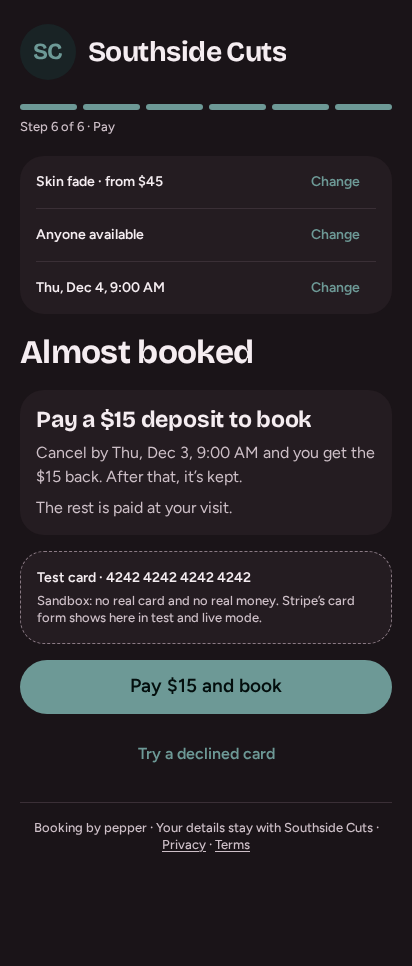 SC
Southside Cuts
Step 6 of 6 · Pay
Skin fade · from $45
Change
Anyone available
Change
Thu, Dec 4, 9:00 AM
Change
Almost booked
Pay a $15 deposit to book
Cancel by Thu, Dec 3, 9:00 AM and you get the
$15 back. After that, it’s kept.
The rest is paid at your visit.
Test card · 4242 4242 4242 4242
Sandbox: no real card and no real money. Stripe’s card
form shows here in test and live mode.
Pay $15 and book
Try a declined card
Booking by pepper · Your details stay with Southside Cuts ·
Privacy · Terms